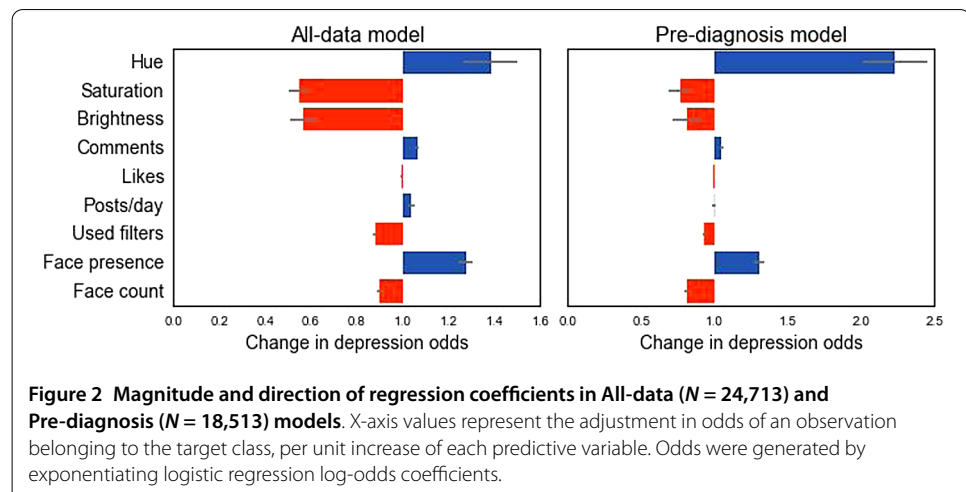 All-data model
Pre-diagnosis model
Hue
Saturation
Brightness
Comments
Likes
Posts/day
Used filters
Face presence
Face count
0.0 0.2 0.4 0.6 0.8 1.0 1.2 1.4 1.6
0.0 0.5 1.0 1.5 2.0 2.5
Change in depression odds
Change in depression odds
Figure 2 Magnitude and direction of regression coefficients in All-data (N = 24,713) and
Pre-diagnosis (N = 18,513) models. X-axis values represent the adjustment in odds of an observation
belonging to the target class, per unit increase of each predictive variable. Odds were generated by
exponentiating logistic regression log-odds coefficients.